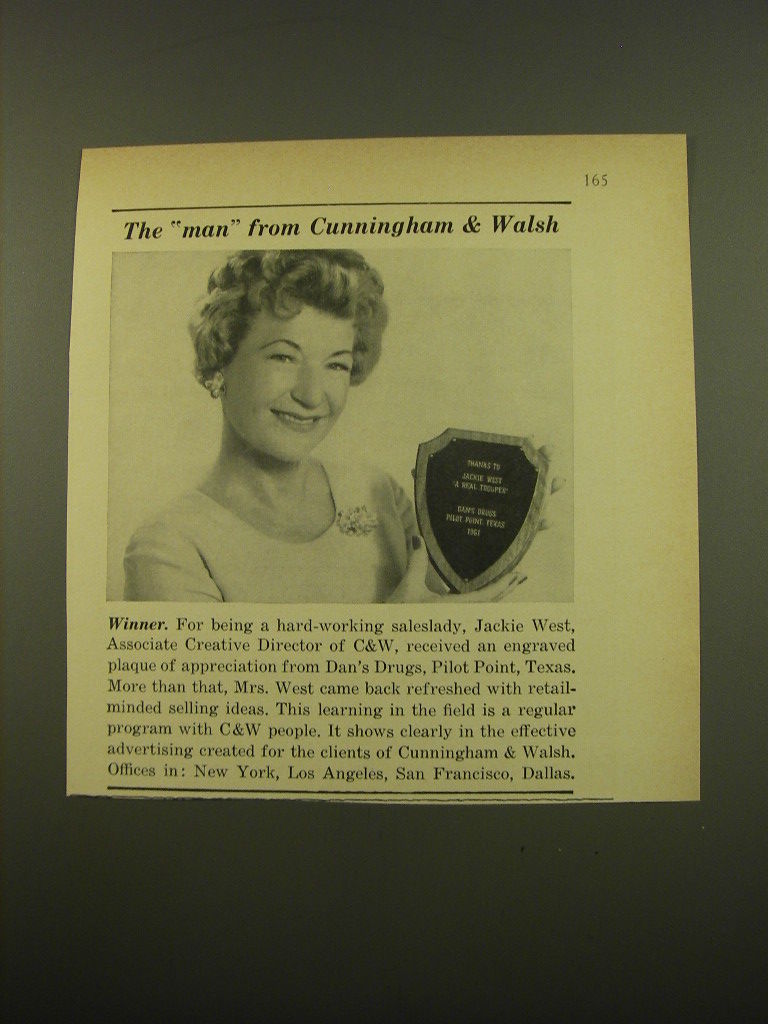 165
The "man" from Cunningham & Walsh
THANKS TO
JACKIE WEST
"A REAL TROUPER"
DAN'S DRUGS
PILOT POINT, TEXAS
1961
Winner. For being a hard-working saleslady, Jackie West,
Associate Creative Director of C&W, received an engraved
plaque of appreciation from Dan's Drugs, Pilot Point, Texas.
More than that, Mrs. West came back refreshed with retail-
minded selling ideas. This learning in the field is a regular
program with C&W people. It shows clearly in the effective
advertising created for the clients of Cunningham & Walsh.
Offices in: New York, Los Angeles, San Francisco, Dallas.